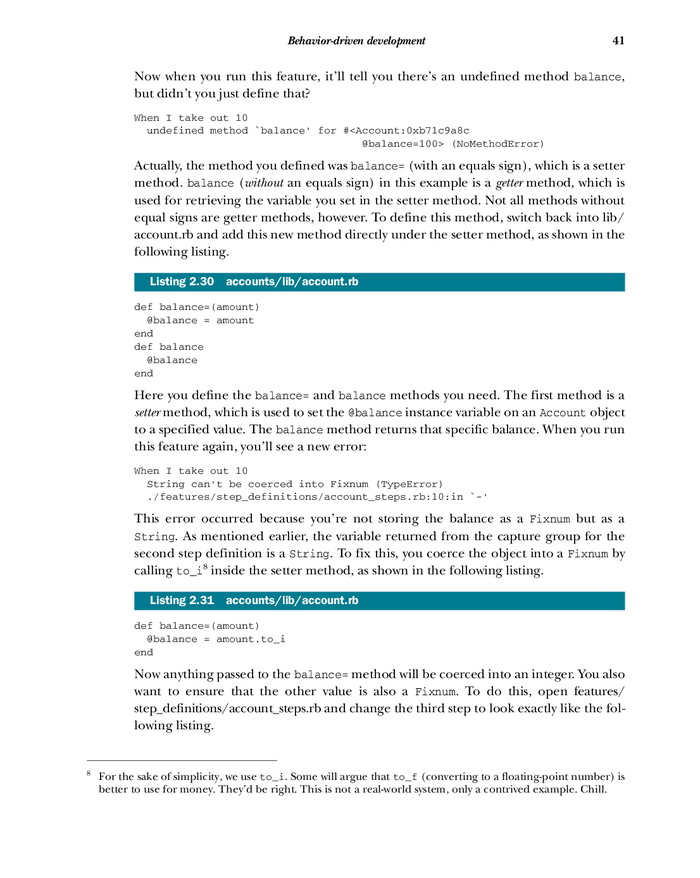 Behavior-driven development 41
Now when you run this feature, it'll tell you there's an undefined method balance,
but didn't you just define that?
When I take out 10
undefined method `balance' for #<Account:0xb71c9a8c
@balance=100> (NoMethodError)
Actually, the method you defined was balance= (with an equals sign), which is a setter
method. balance (without an equals sign) in this example is a getter method, which is
used for retrieving the variable you set in the setter method. Not all methods without
equal signs are getter methods, however. To define this method, switch back into lib/
account.rb and add this new method directly under the setter method, as shown in the
following listing.
Listing 2.30 accounts/lib/account.rb
def balance=(amount)
@balance = amount
end
def balance
@balance
end
Here you define the balance= and balance methods you need. The first method is a
setter method, which is used to set the @balance instance variable on an Account object
to a specified value. The balance method returns that specific balance. When you run
this feature again, you'll see a new error:
When I take out 10
String can't be coerced into Fixnum (TypeError)
./features/step_definitions/account_steps.rb:10:in `-'
This error occurred because you're not storing the balance as a Fixnum but as a
String. As mentioned earlier, the variable returned from the capture group for the
second step definition is a String. To fix this, you coerce the object into a Fixnum by
calling to_i8 inside the setter method, as shown in the following listing.
Listing 2.31 accounts/lib/account.rb
def balance=(amount)
@balance = amount.to_i
end
Now anything passed to the balance= method will be coerced into an integer. You also
want to ensure that the other value is also a Fixnum. To do this, open features/
step_definitions/account_steps.rb and change the third step to look exactly like the fol-
lowing listing.
8 For the sake of simplicity, we use to_i. Some will argue that to_f (converting to a floating-point number) is
better to use for money. They'd be right. This is not a real-world system, only a contrived example. Chill.